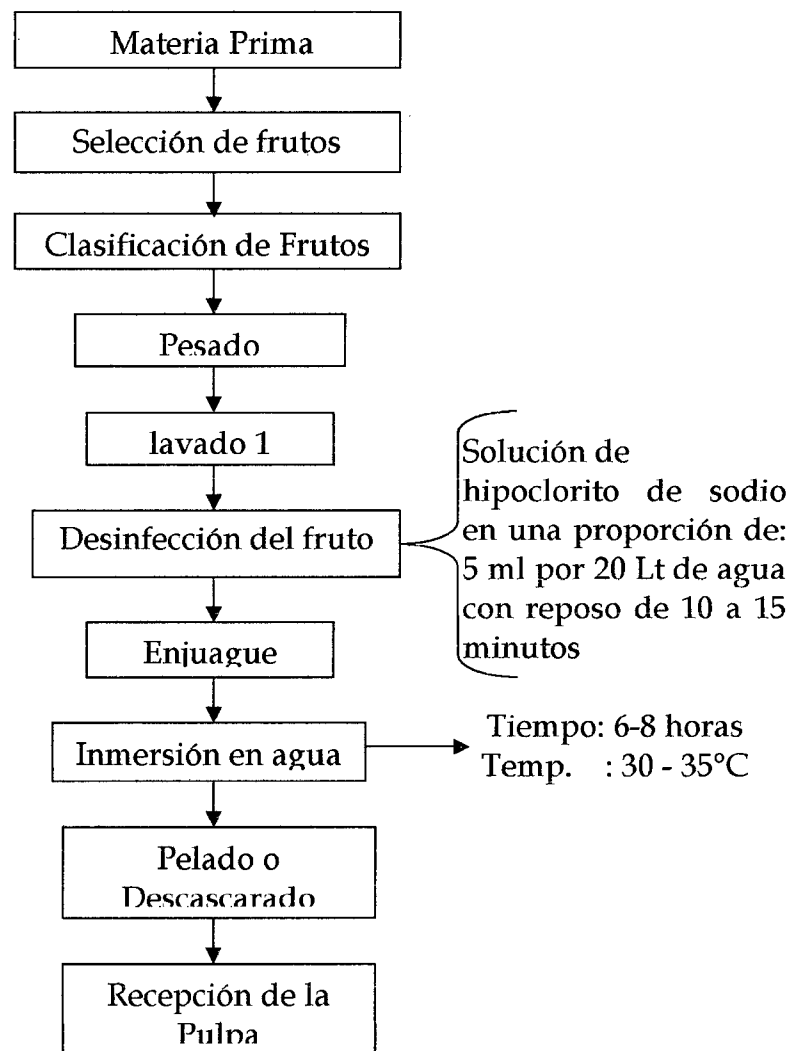 Materia Prima
Selección de frutos
Clasificación de Frutos
Pesado
lavado 1
Desinfección del fruto
Solución de
hipoclorito de sodio
en una proporción de:
5 ml por 20 Lt de agua
con reposo de 10 a 15
minutos
Enjuague
Inmersión en agua
Tiempo: 6-8 horas
Temp. : 30 - 35°C
Pelado o
Descascarado
Recepción de la
Pulpa